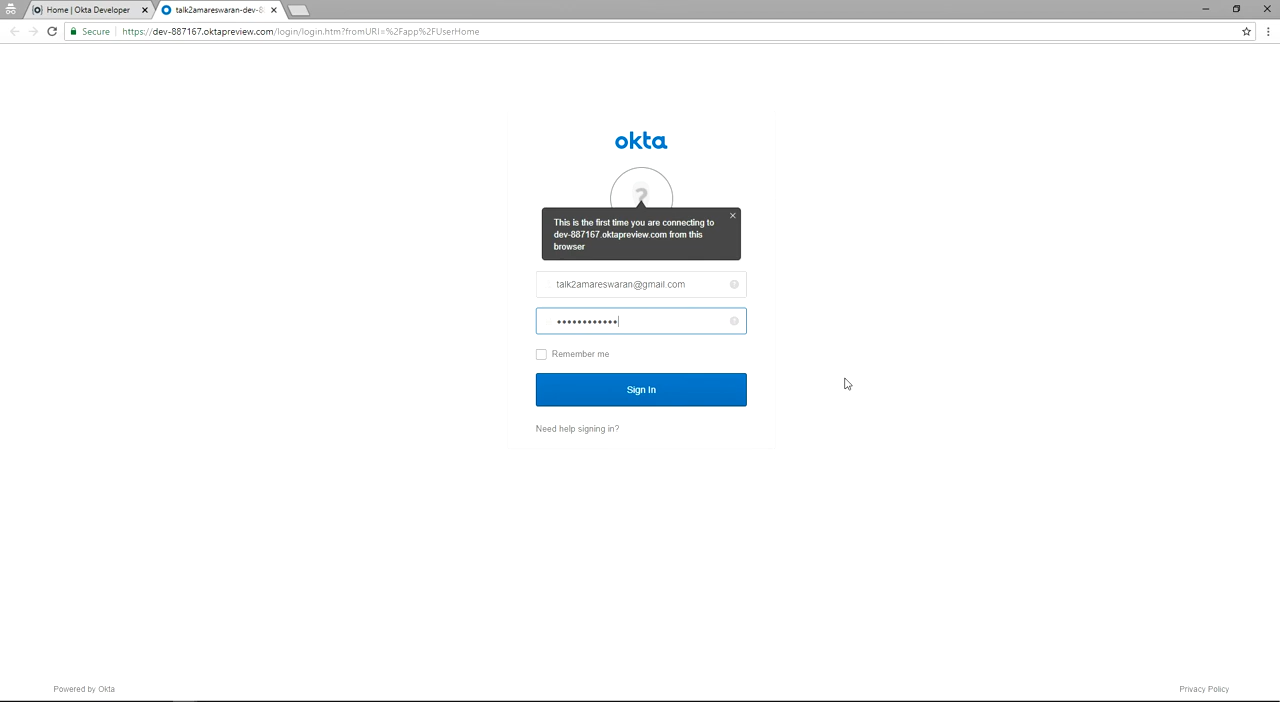 Home | Okta Developer
talk2amareswaran-dev-8
Secure
https://dev-887167.oktapreview.com/login/login.htm?fromURI=%2Fapp%2FUserHome
okta
?
This is the first time you are connecting to
dev-887167.oktapreview.com from this
browser
talk2amareswaran@gmail.com
••••••••••••
Remember me
Sign In
Need help signing in?
Powered by Okta
Privacy Policy